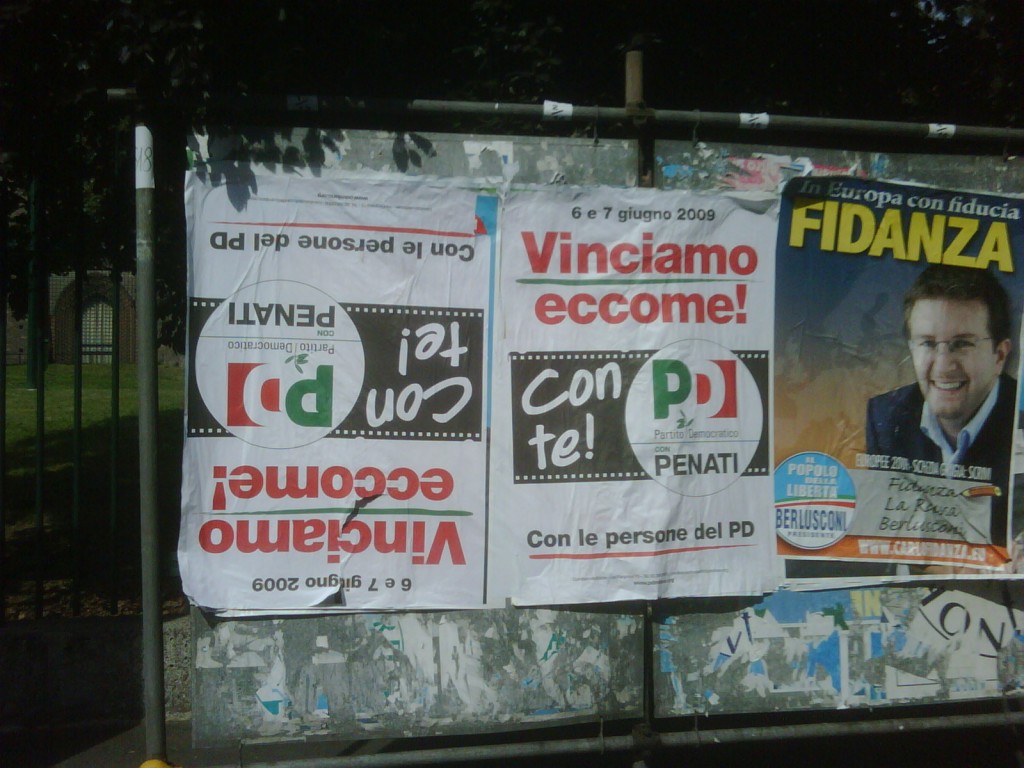 Vinciamo
eccome!
Con
te!
PD
Partito Democratico
CON
PENATI
Con le persone del PD
6 e 7 giugno 2009
6 e 7 giugno 2009
Vinciamo
eccome!
Con
te!
PD
Partito Democratico
CON
PENATI
Con le persone del PD
In Europa con fiducia
FIDANZA
IL
POPOLO
DELLA
LIBERTÀ
BERLUSCONI
PRESIDENTE
Fidanza
La Russa
Berlusconi